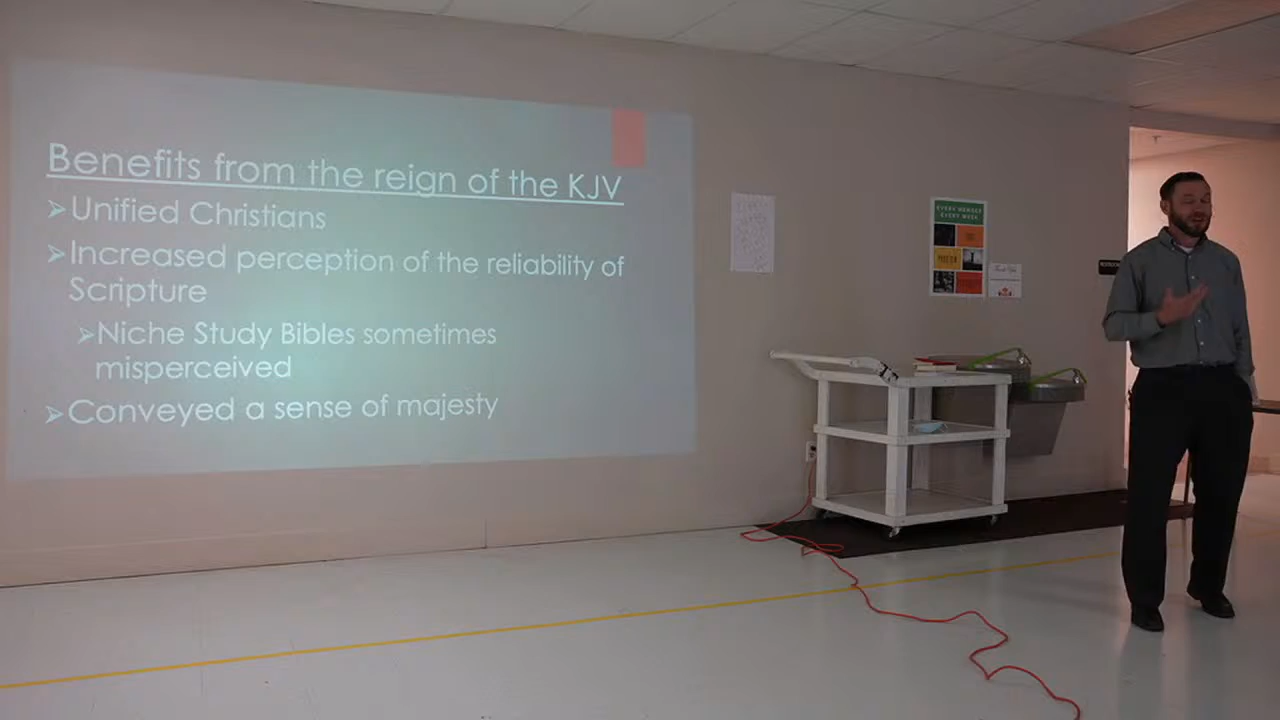 Benefits from the reign of the KJV
➢Unified Christians
➢Increased perception of the reliability of
Scripture
➢Niche Study Bibles sometimes
misperceived
➢Conveyed a sense of majesty
EVERY MEMBER
EVERY WEEK